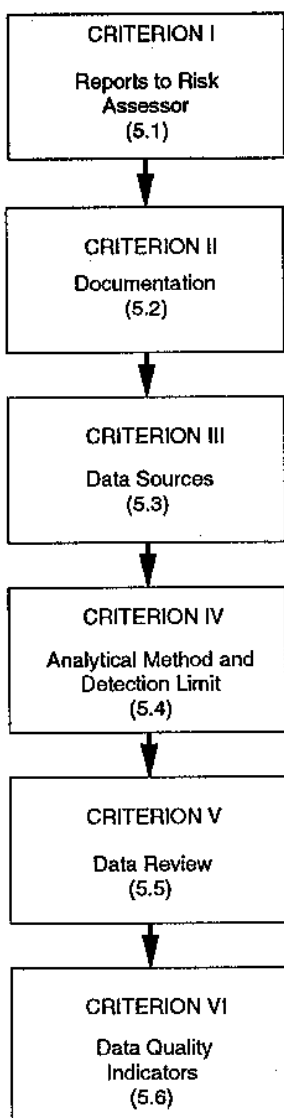 CRITERION I
Reports to Risk
Assessor
(5.1)
CRITERION II
Documentation
(5.2)
CRITERION III
Data Sources
(5.3)
CRITERION IV
Analytical Method and
Detection Limit
(5.4)
CRITERION V
Data Review
(5.5)
CRITERION VI
Data Quality
Indicators
(5.6)